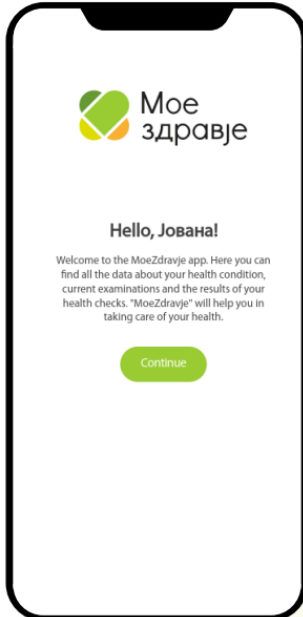 Мое
здравје
Hello, Јована!
Welcome to the MoeZdravje app. Here you can
find all the data about your health condition,
current examinations and the results of your
health checks. "MoeZdravje" will help you in
taking care of your health.
Continue